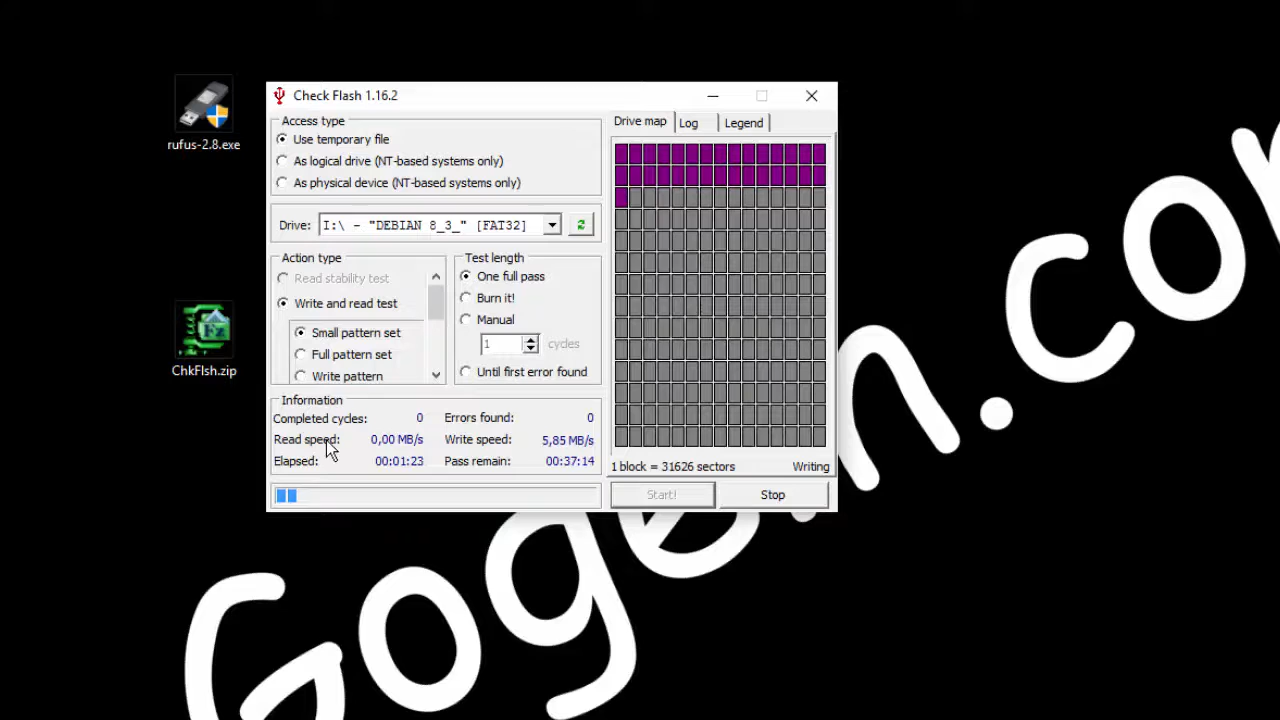 rufus-2.8.exe
ChkFlsh.zip
Check Flash 1.16.2
Access type
Use temporary file
As logical drive (NT-based systems only)
As physical device (NT-based systems only)
Drive: I:\ - "DEBIAN 8_3_" [FAT32]
Action type
Read stability test
Write and read test
Small pattern set
Full pattern set
Write pattern
Test length
One full pass
Burn it!
Manual
1 cycles
Until first error found
Information
Completed cycles: 0 Errors found: 0
Read speed: 0,00 MB/s Write speed: 5,85 MB/s
Elapsed: 00:01:23 Pass remain: 00:37:14
Drive map Log Legend
1 block = 31626 sectors Writing
Start! Stop